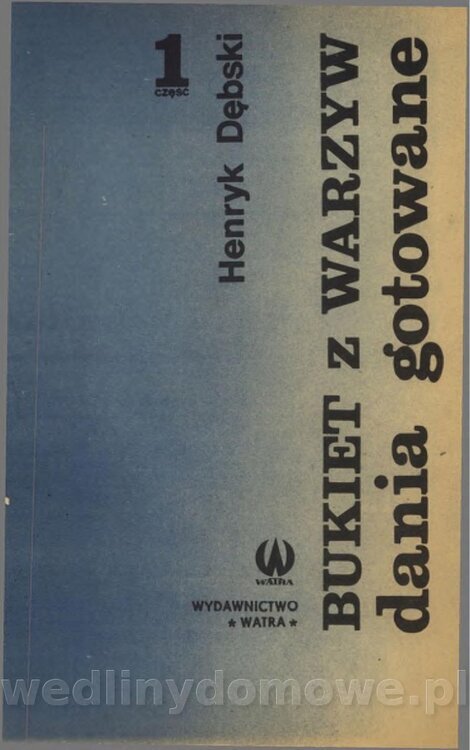 1
CZĘŚĆ
Henryk Dębski
BUKIET z WARZYW
dania gotowane
WATRA
WYDAWNICTWO
* WATRA *
wedlinydomowe.pl